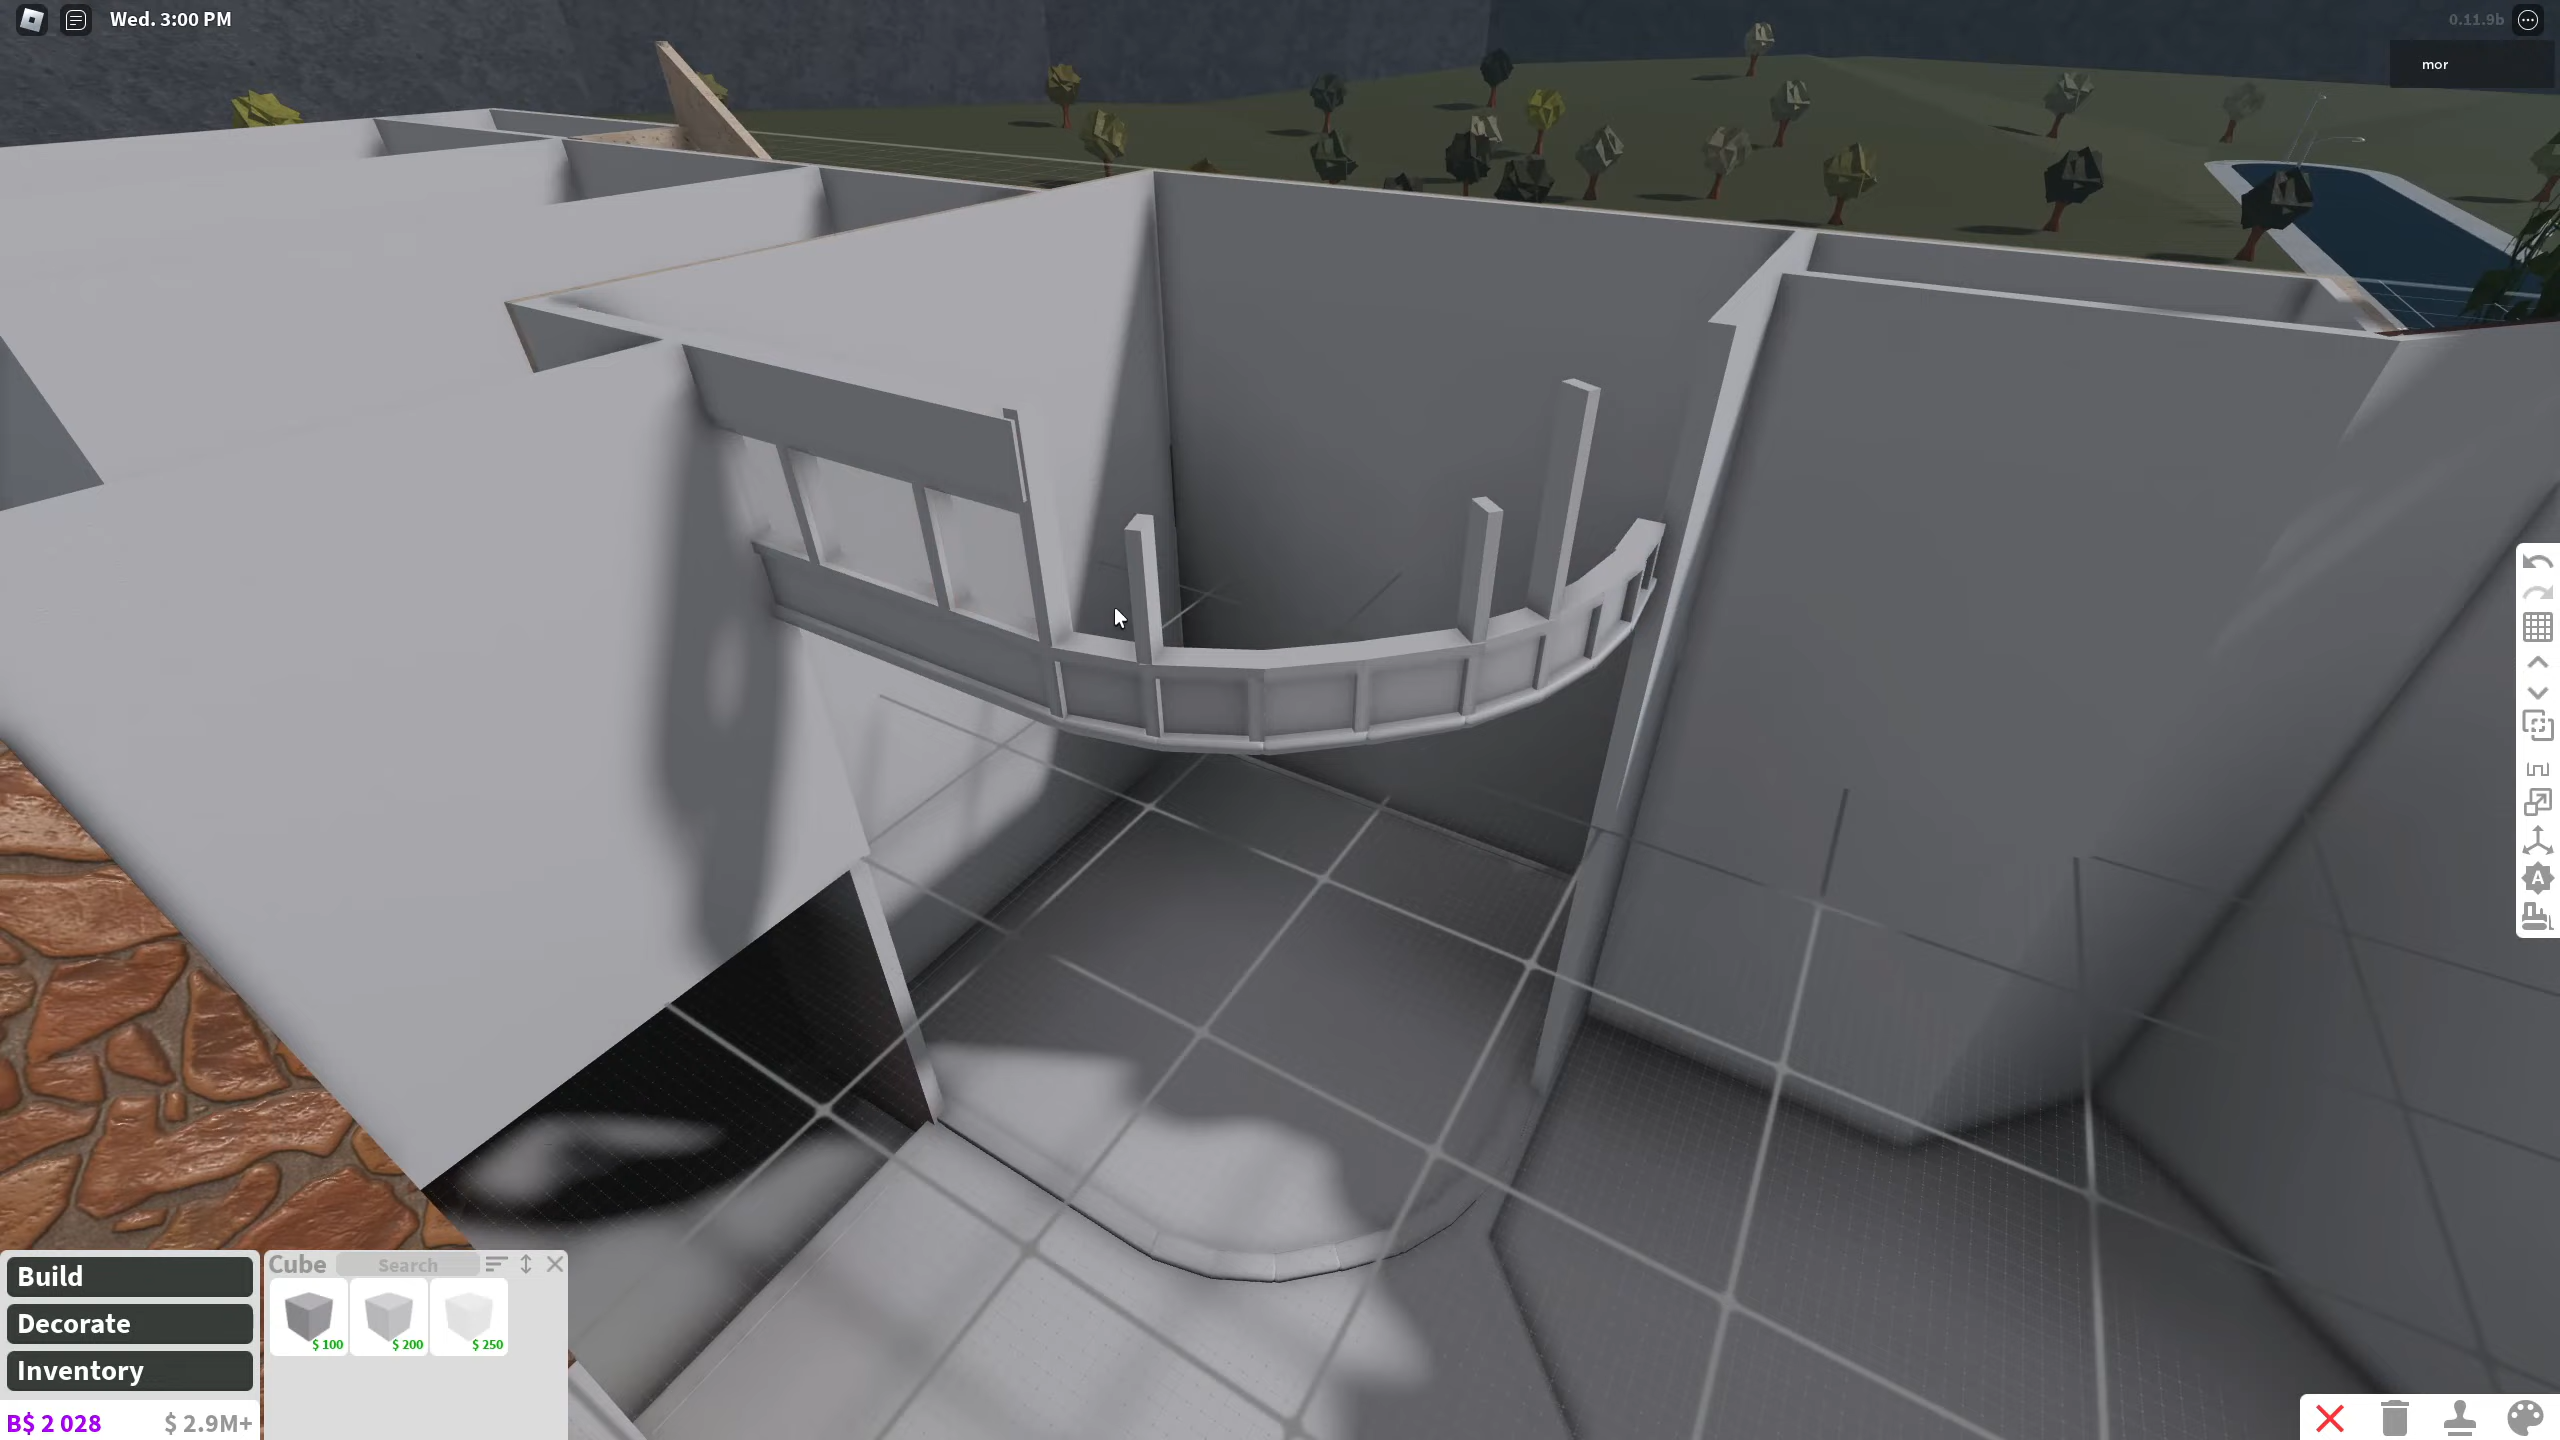 Wed. 3:00 PM
0.11.9b
mor
A
Build
Decorate
Inventory
B$ 2 028
$ 2.9M+
Cube
Search
$ 100
$ 200
$ 250